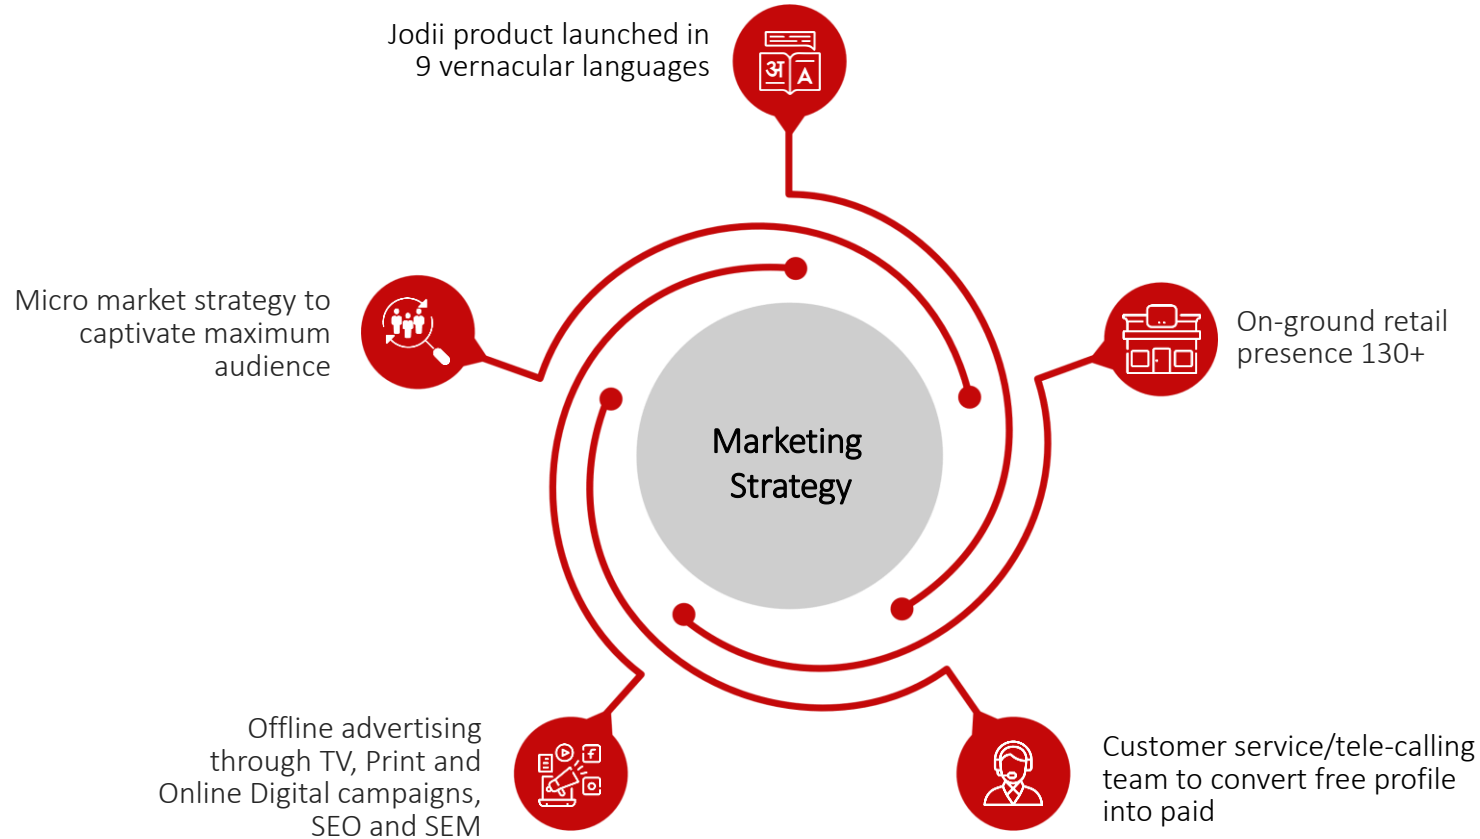 Jodii product launched in
9 vernacular languages
अ A
Micro market strategy to
captivate maximum
audience
On-ground retail
presence 130+
Marketing
Strategy
Offline advertising
through TV, Print and
Online Digital campaigns,
SEO and SEM
Customer service/tele-calling
team to convert free profile
into paid